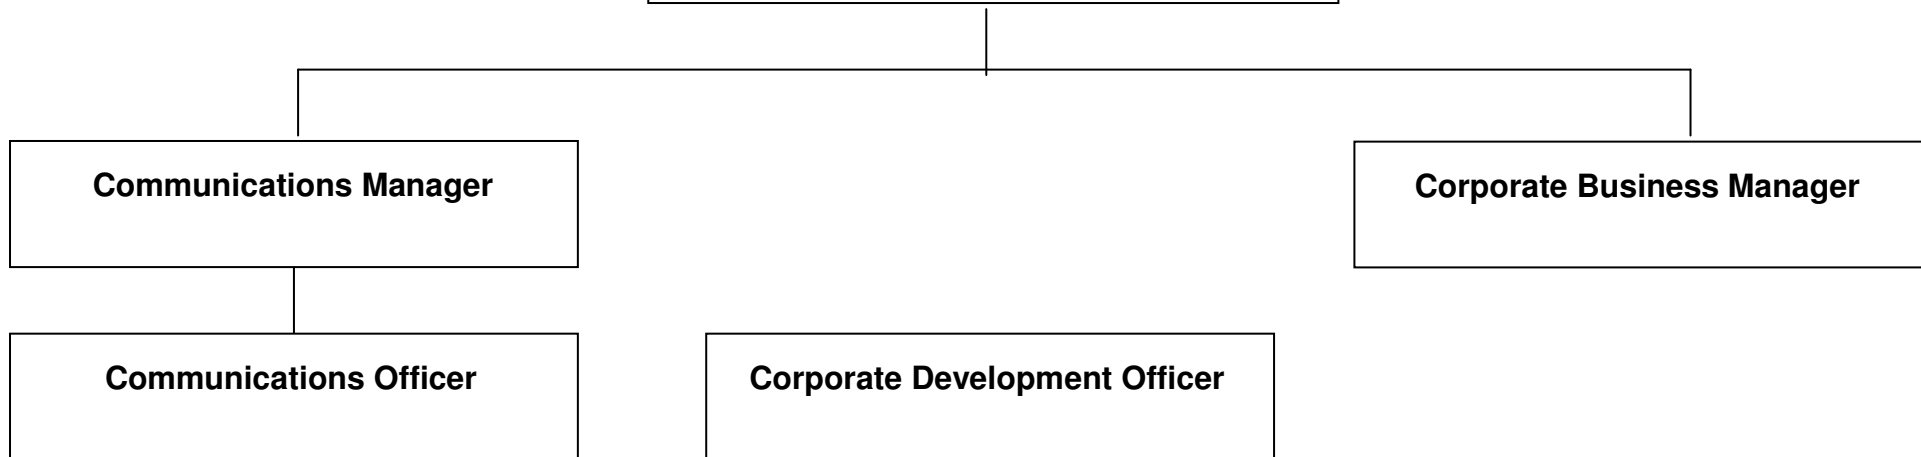 Communications Manager
Corporate Business Manager
Communications Officer
Corporate Development Officer